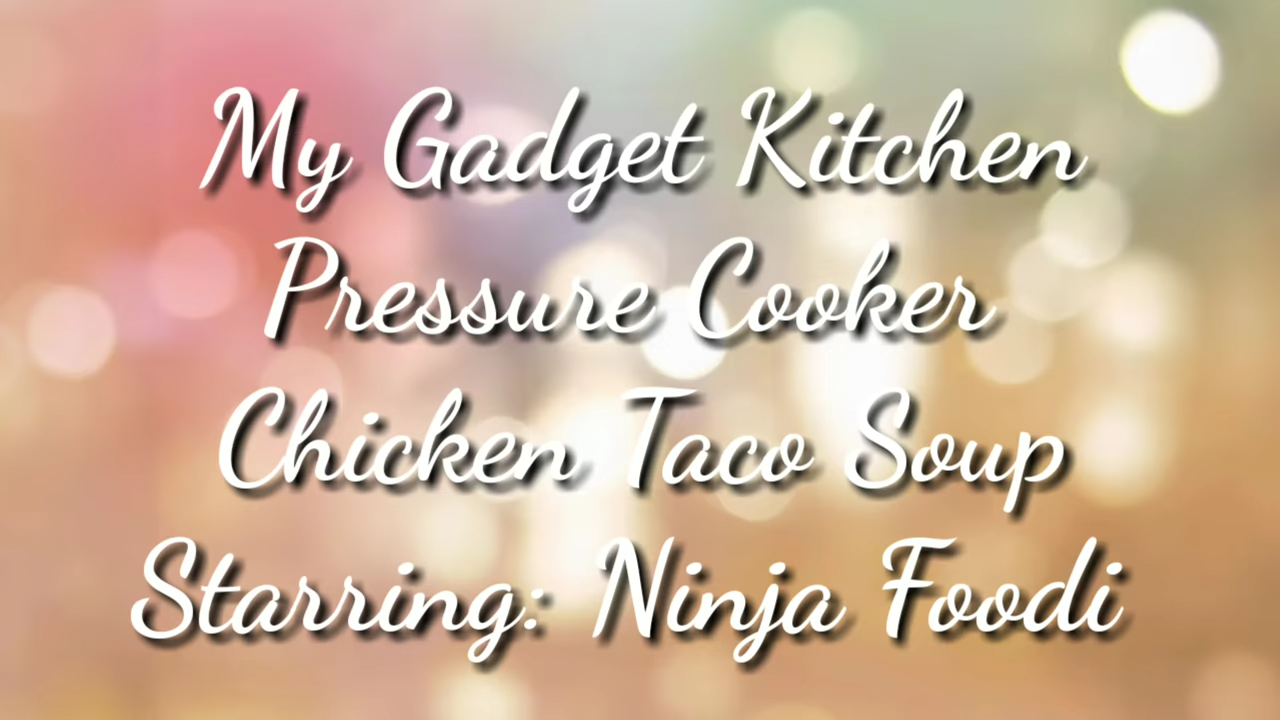 My Gadget Kitchen
Pressure Cooker
Chicken Taco Soup
Starring: Ninja Foodi